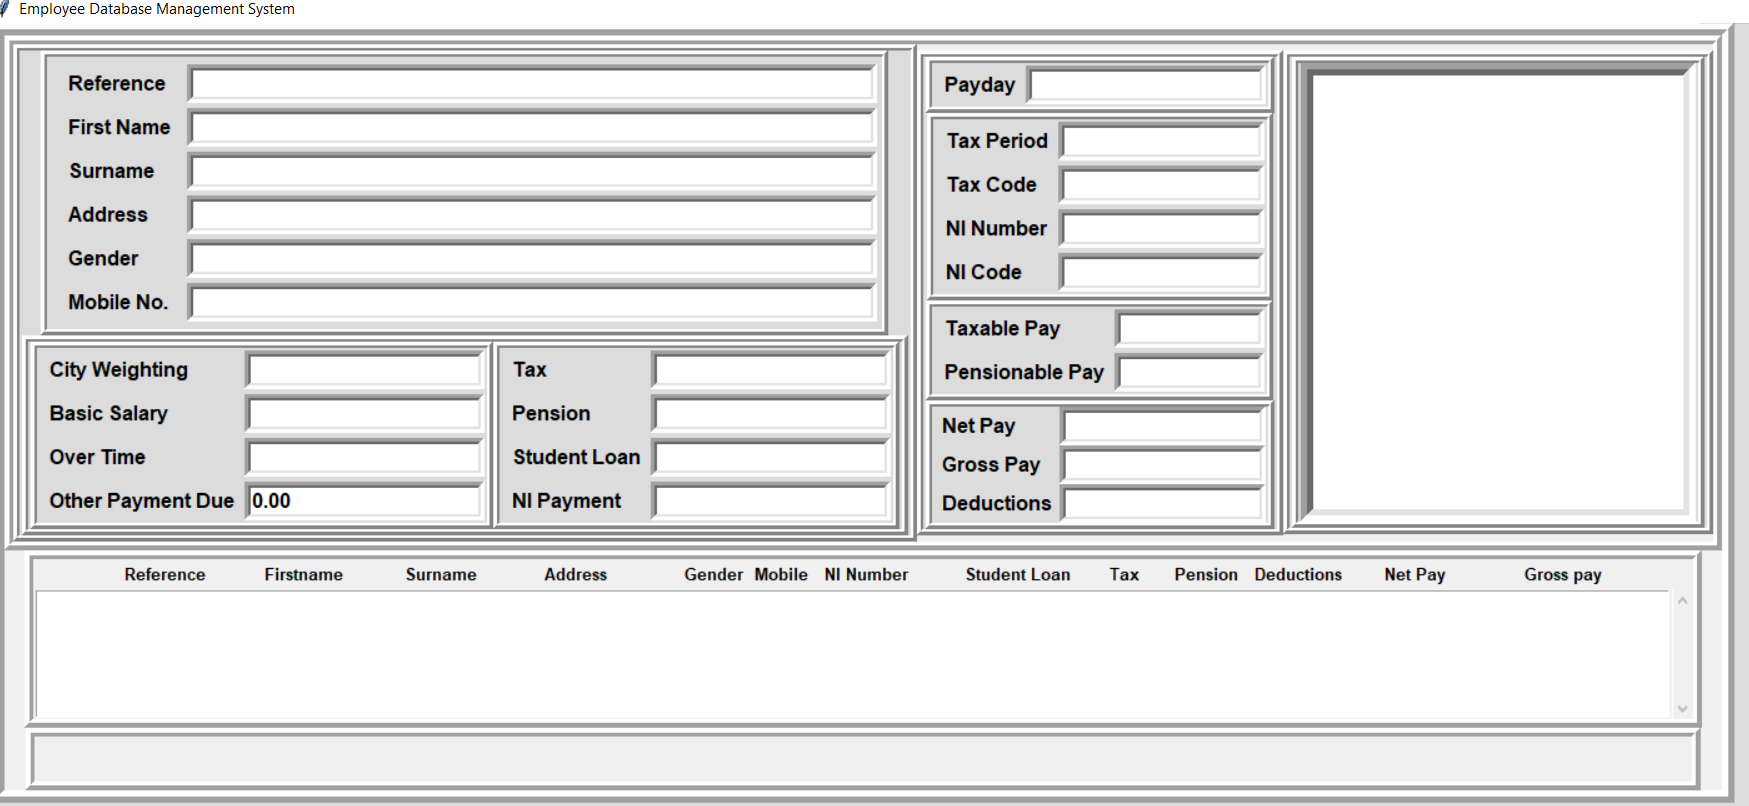 Employee Database Management System
Reference
First Name
Surname
Address
Gender
Mobile No.
City Weighting
Basic Salary
Over Time
Other Payment Due 0.00
Tax
Pension
Student Loan
NI Payment
Payday
Tax Period
Tax Code
NI Number
NI Code
Taxable Pay
Pensionable Pay
Net Pay
Gross Pay
Deductions
Reference Firstname Surname Address Gender Mobile NI Number Student Loan Tax Pension Deductions Net Pay Gross pay